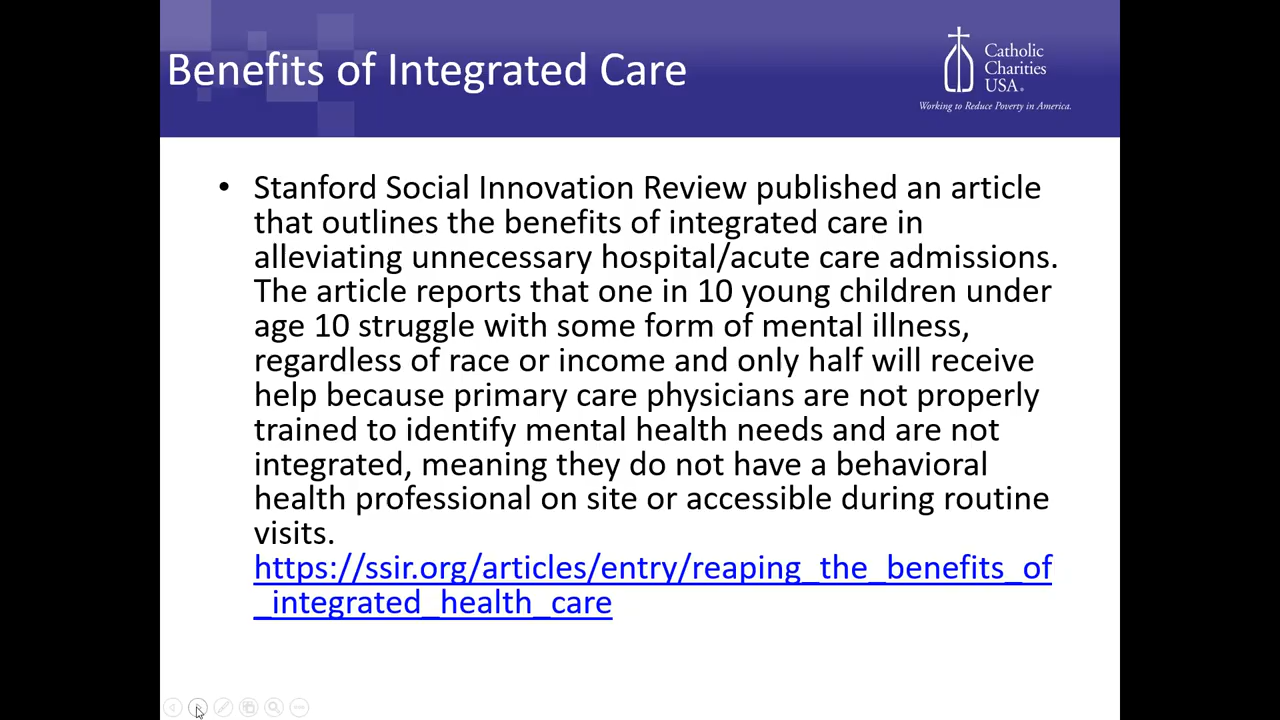 Benefits of Integrated Care
Catholic
Charities
USA®
Working to Reduce Poverty in America.
• Stanford Social Innovation Review published an article
that outlines the benefits of integrated care in
alleviating unnecessary hospital/acute care admissions.
The article reports that one in 10 young children under
age 10 struggle with some form of mental illness,
regardless of race or income and only half will receive
help because primary care physicians are not properly
trained to identify mental health needs and are not
integrated, meaning they do not have a behavioral
health professional on site or accessible during routine
visits.
https://ssir.org/articles/entry/reaping_the_benefits_of
_integrated_health_care